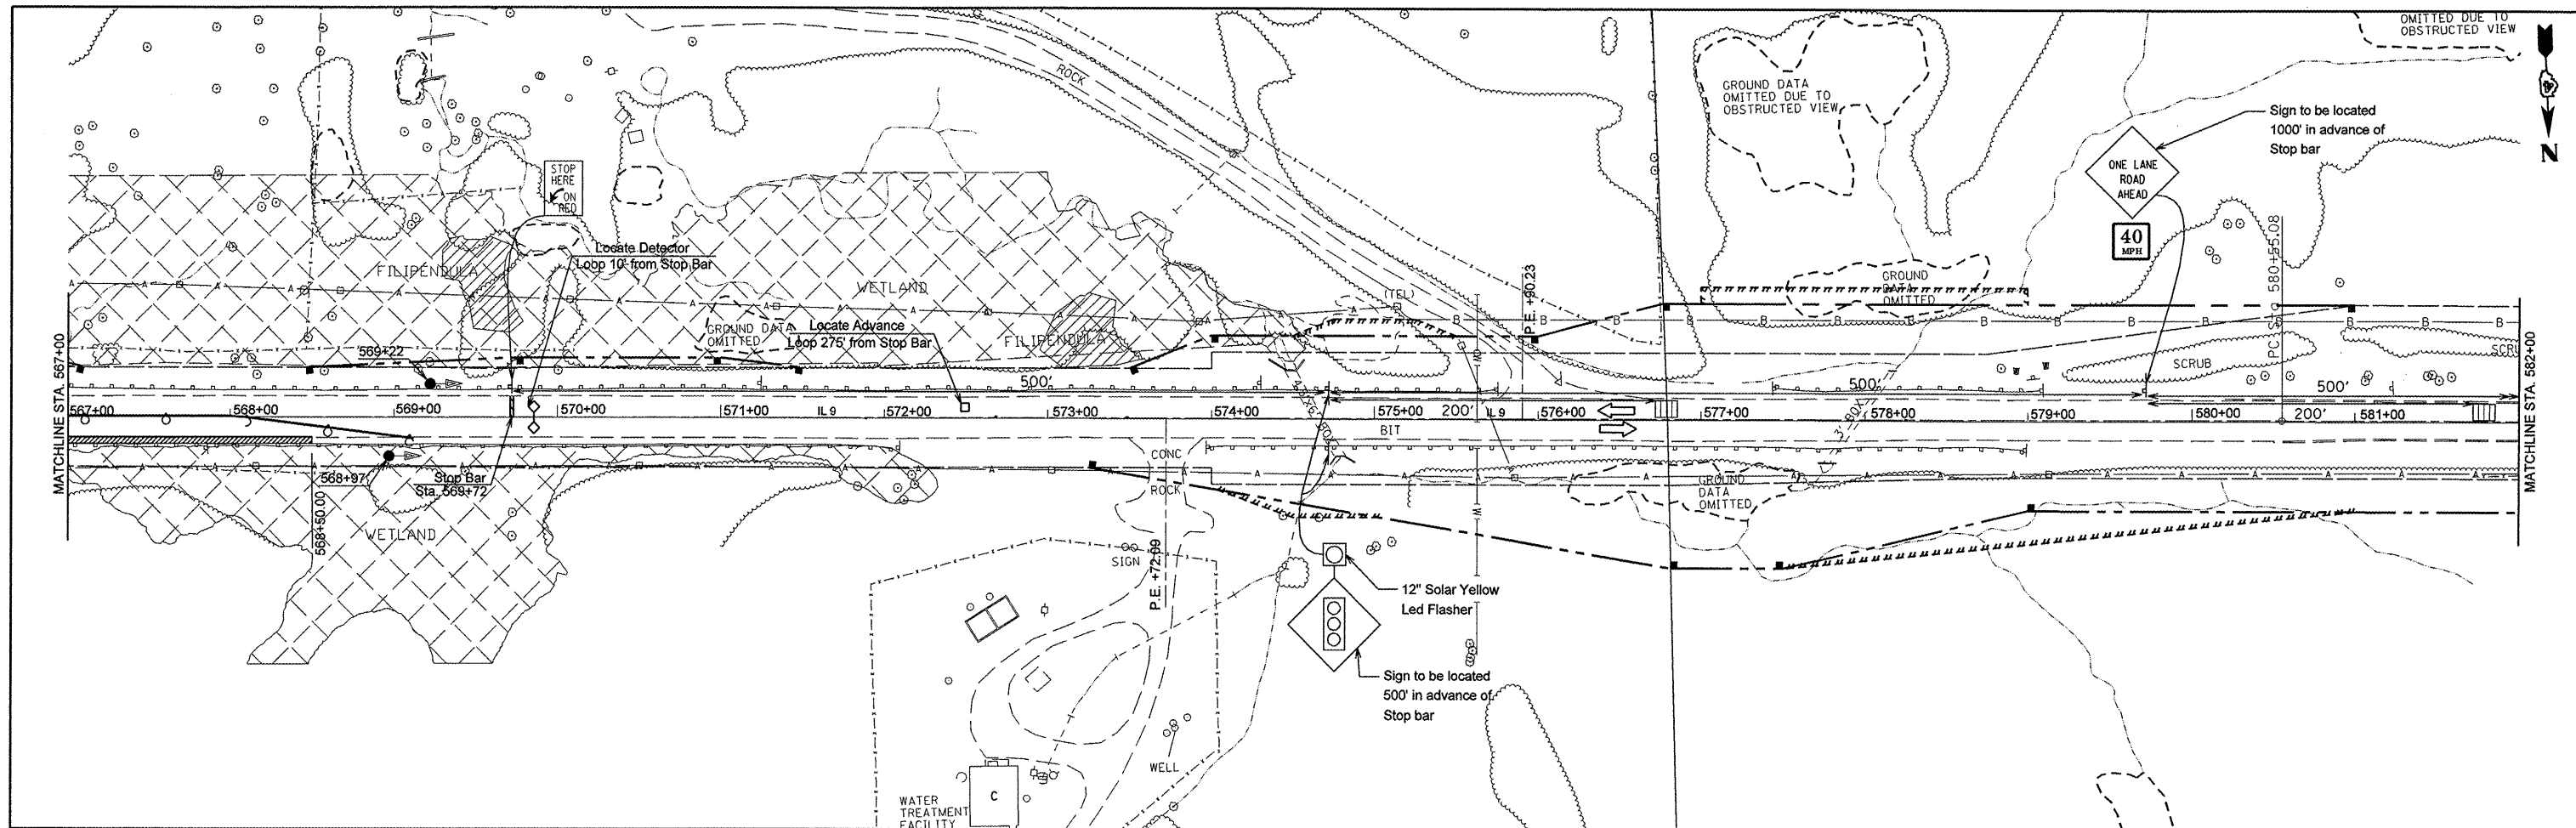 OMITTED DUE TO
OBSTRUCTED VIEW
ROCK
GROUND DATA
OMITTED DUE TO
OBSTRUCTED VIEW
Sign to be located
1000' in advance of
Stop bar
N
ONE LANE
ROAD
AHEAD
40
MPH
STOP
HERE
ON
RED
Locate Detector
Loop 10' from Stop Bar
FILIPENDULA
WETLAND
GROUND DATA
OMITTED
Locate Advance
Loop 275' from Stop Bar
FILIPENDULA
(TEL)
P.E. +90.23
GROUND
DATA
OMITTED
PC Sta 580+55.08
SCRUB
SCRU
MATCHLINE STA. 567+00
569+22
500'
500'
500'
567+00
568+00
569+00
570+00
571+00
IL 9
572+00
573+00
574+00
575+00
200'
IL 9
576+00
577+00
578+00
579+00
580+00
200'
581+00
MATCHLINE STA. 582+00
BIT
3' BOX
CONC
ROCK
568+97
Stop Bar
Sta. 569+72
568+50.00
WETLAND
GROUND
DATA
OMITTED
SIGN
P.E. +72.09
12" Solar Yellow
Led Flasher
Sign to be located
500' in advance of
Stop bar
WELL
WATER
TREATMENT
FACILITY
C
A A A A A A A A A
B B B B B B B B B
W